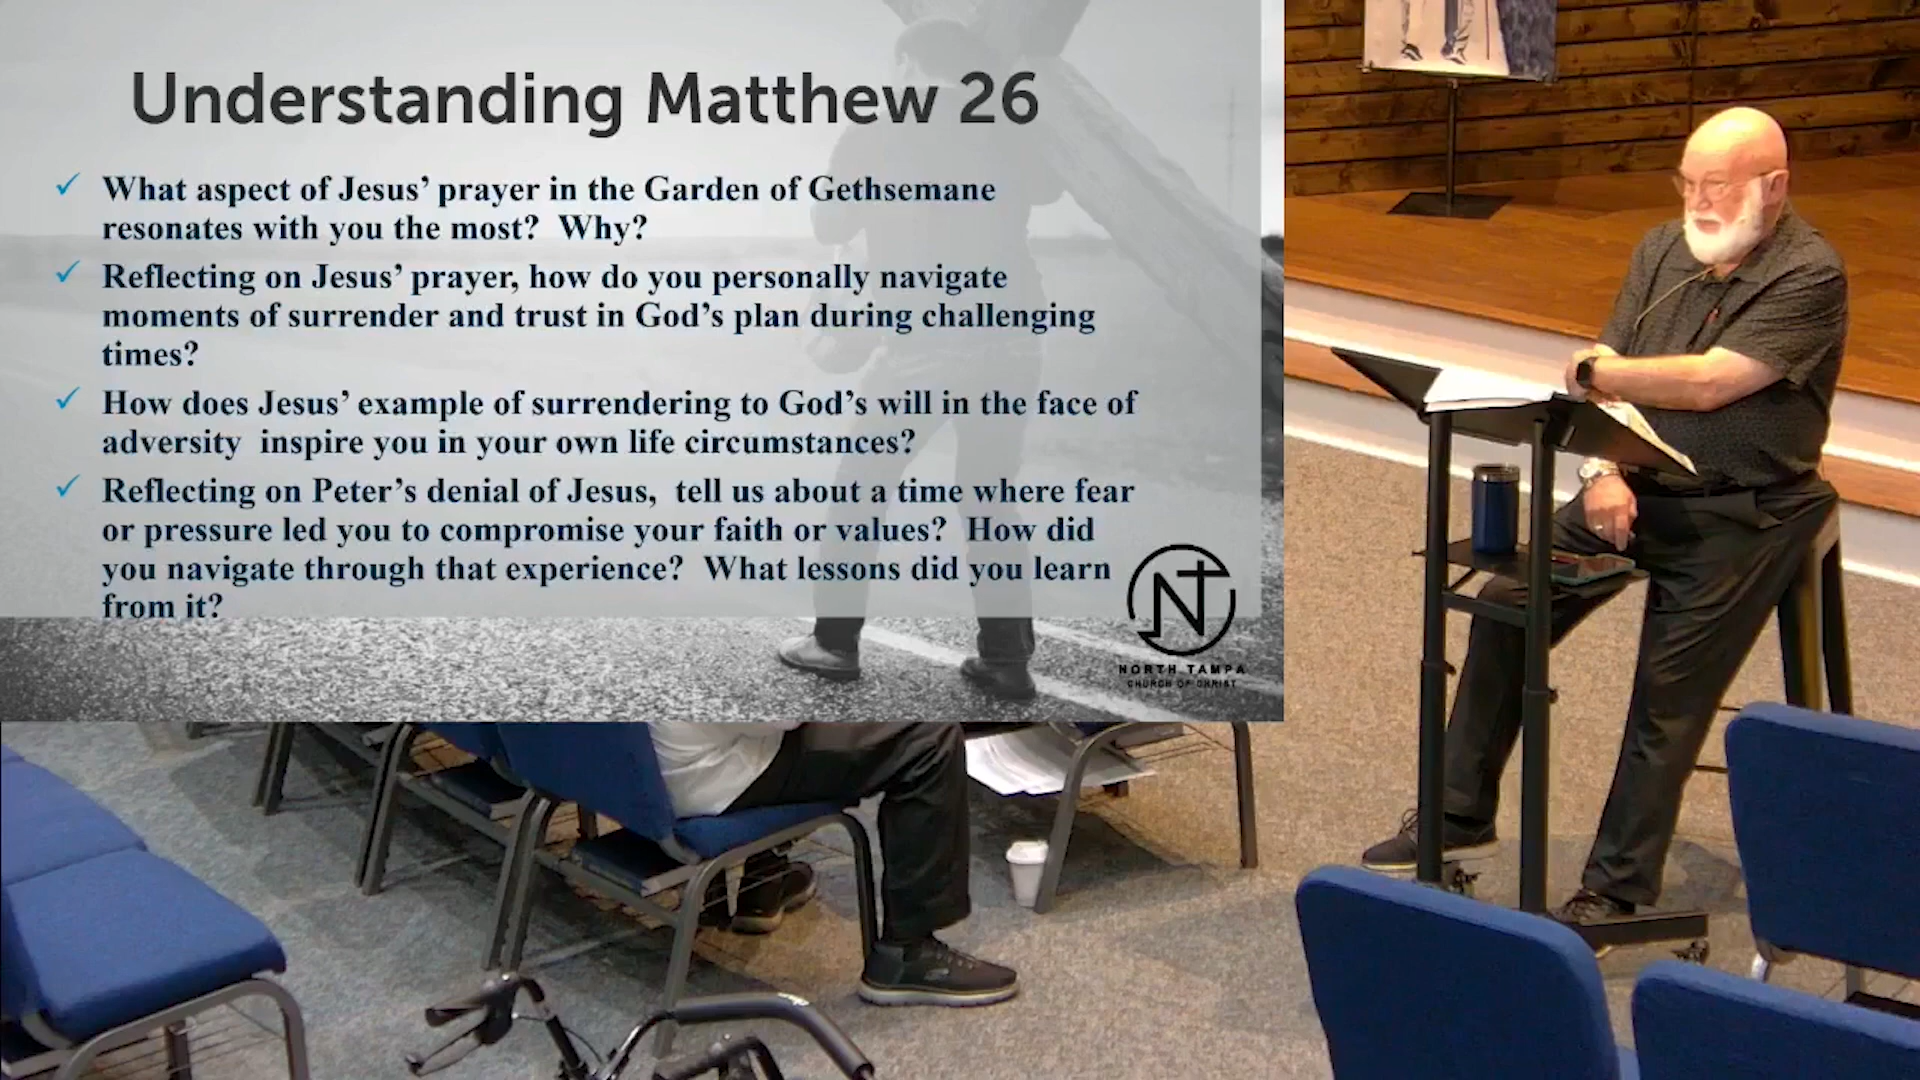 Understanding Matthew 26
✓ What aspect of Jesus’ prayer in the Garden of Gethsemane
resonates with you the most?  Why?
✓ Reflecting on Jesus’ prayer, how do you personally navigate
moments of surrender and trust in God’s plan during challenging
times?
✓ How does Jesus’ example of surrendering to God’s will in the face of
adversity  inspire you in your own life circumstances?
✓ Reflecting on Peter’s denial of Jesus,  tell us about a time where fear
or pressure led you to compromise your faith or values?  How did
you navigate through that experience?  What lessons did you learn
from it?
NORTH TAMPA
CHURCH OF CHRIST